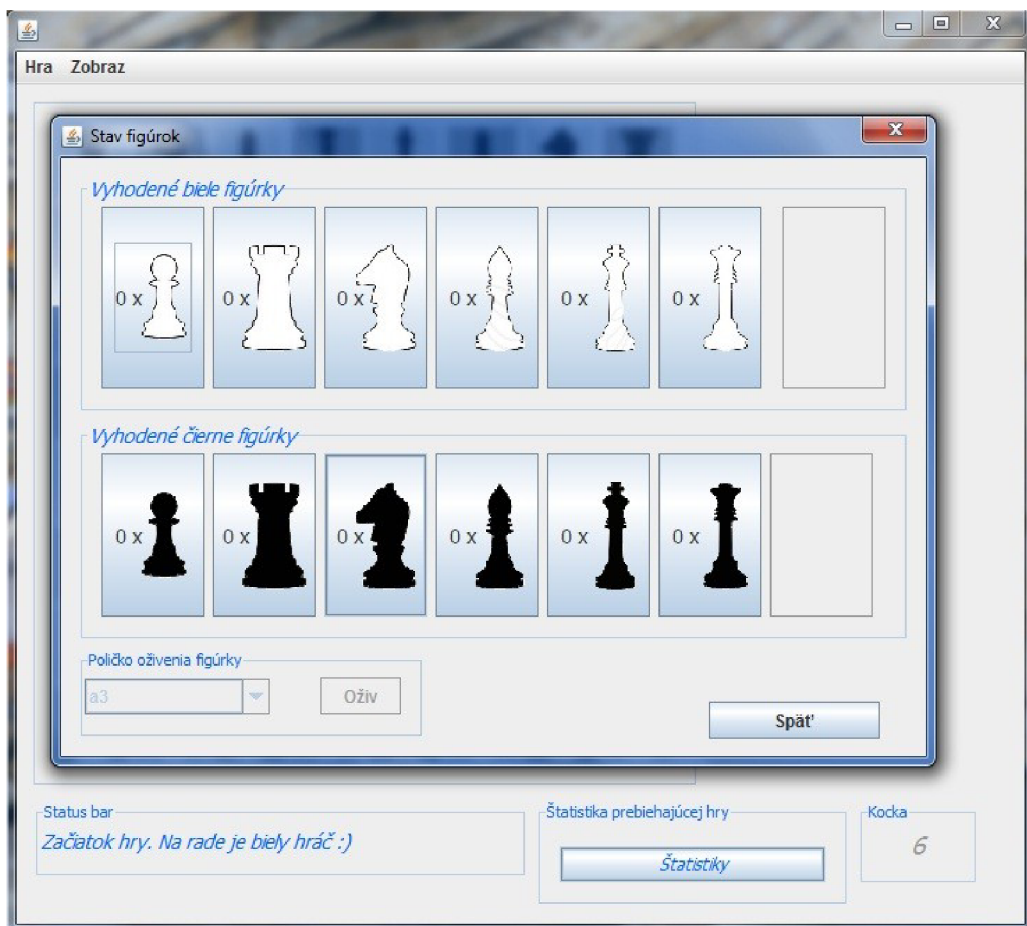 Hra Zobraz
Stav figúrok
Vyhodené biele figúrky
0 x 0 x 0 x 0 x 0 x 0 x
Vyhodené čierne figúrky
0 x 0 x 0 x 0 x 0 x 0 x
Políčko oživenia figúrky
a3 Oživ
Späť
Status bar
Začiatok hry. Na rade je biely hráč :)
Štatistika prebiehajúcej hry
Štatistiky
Kocka
6